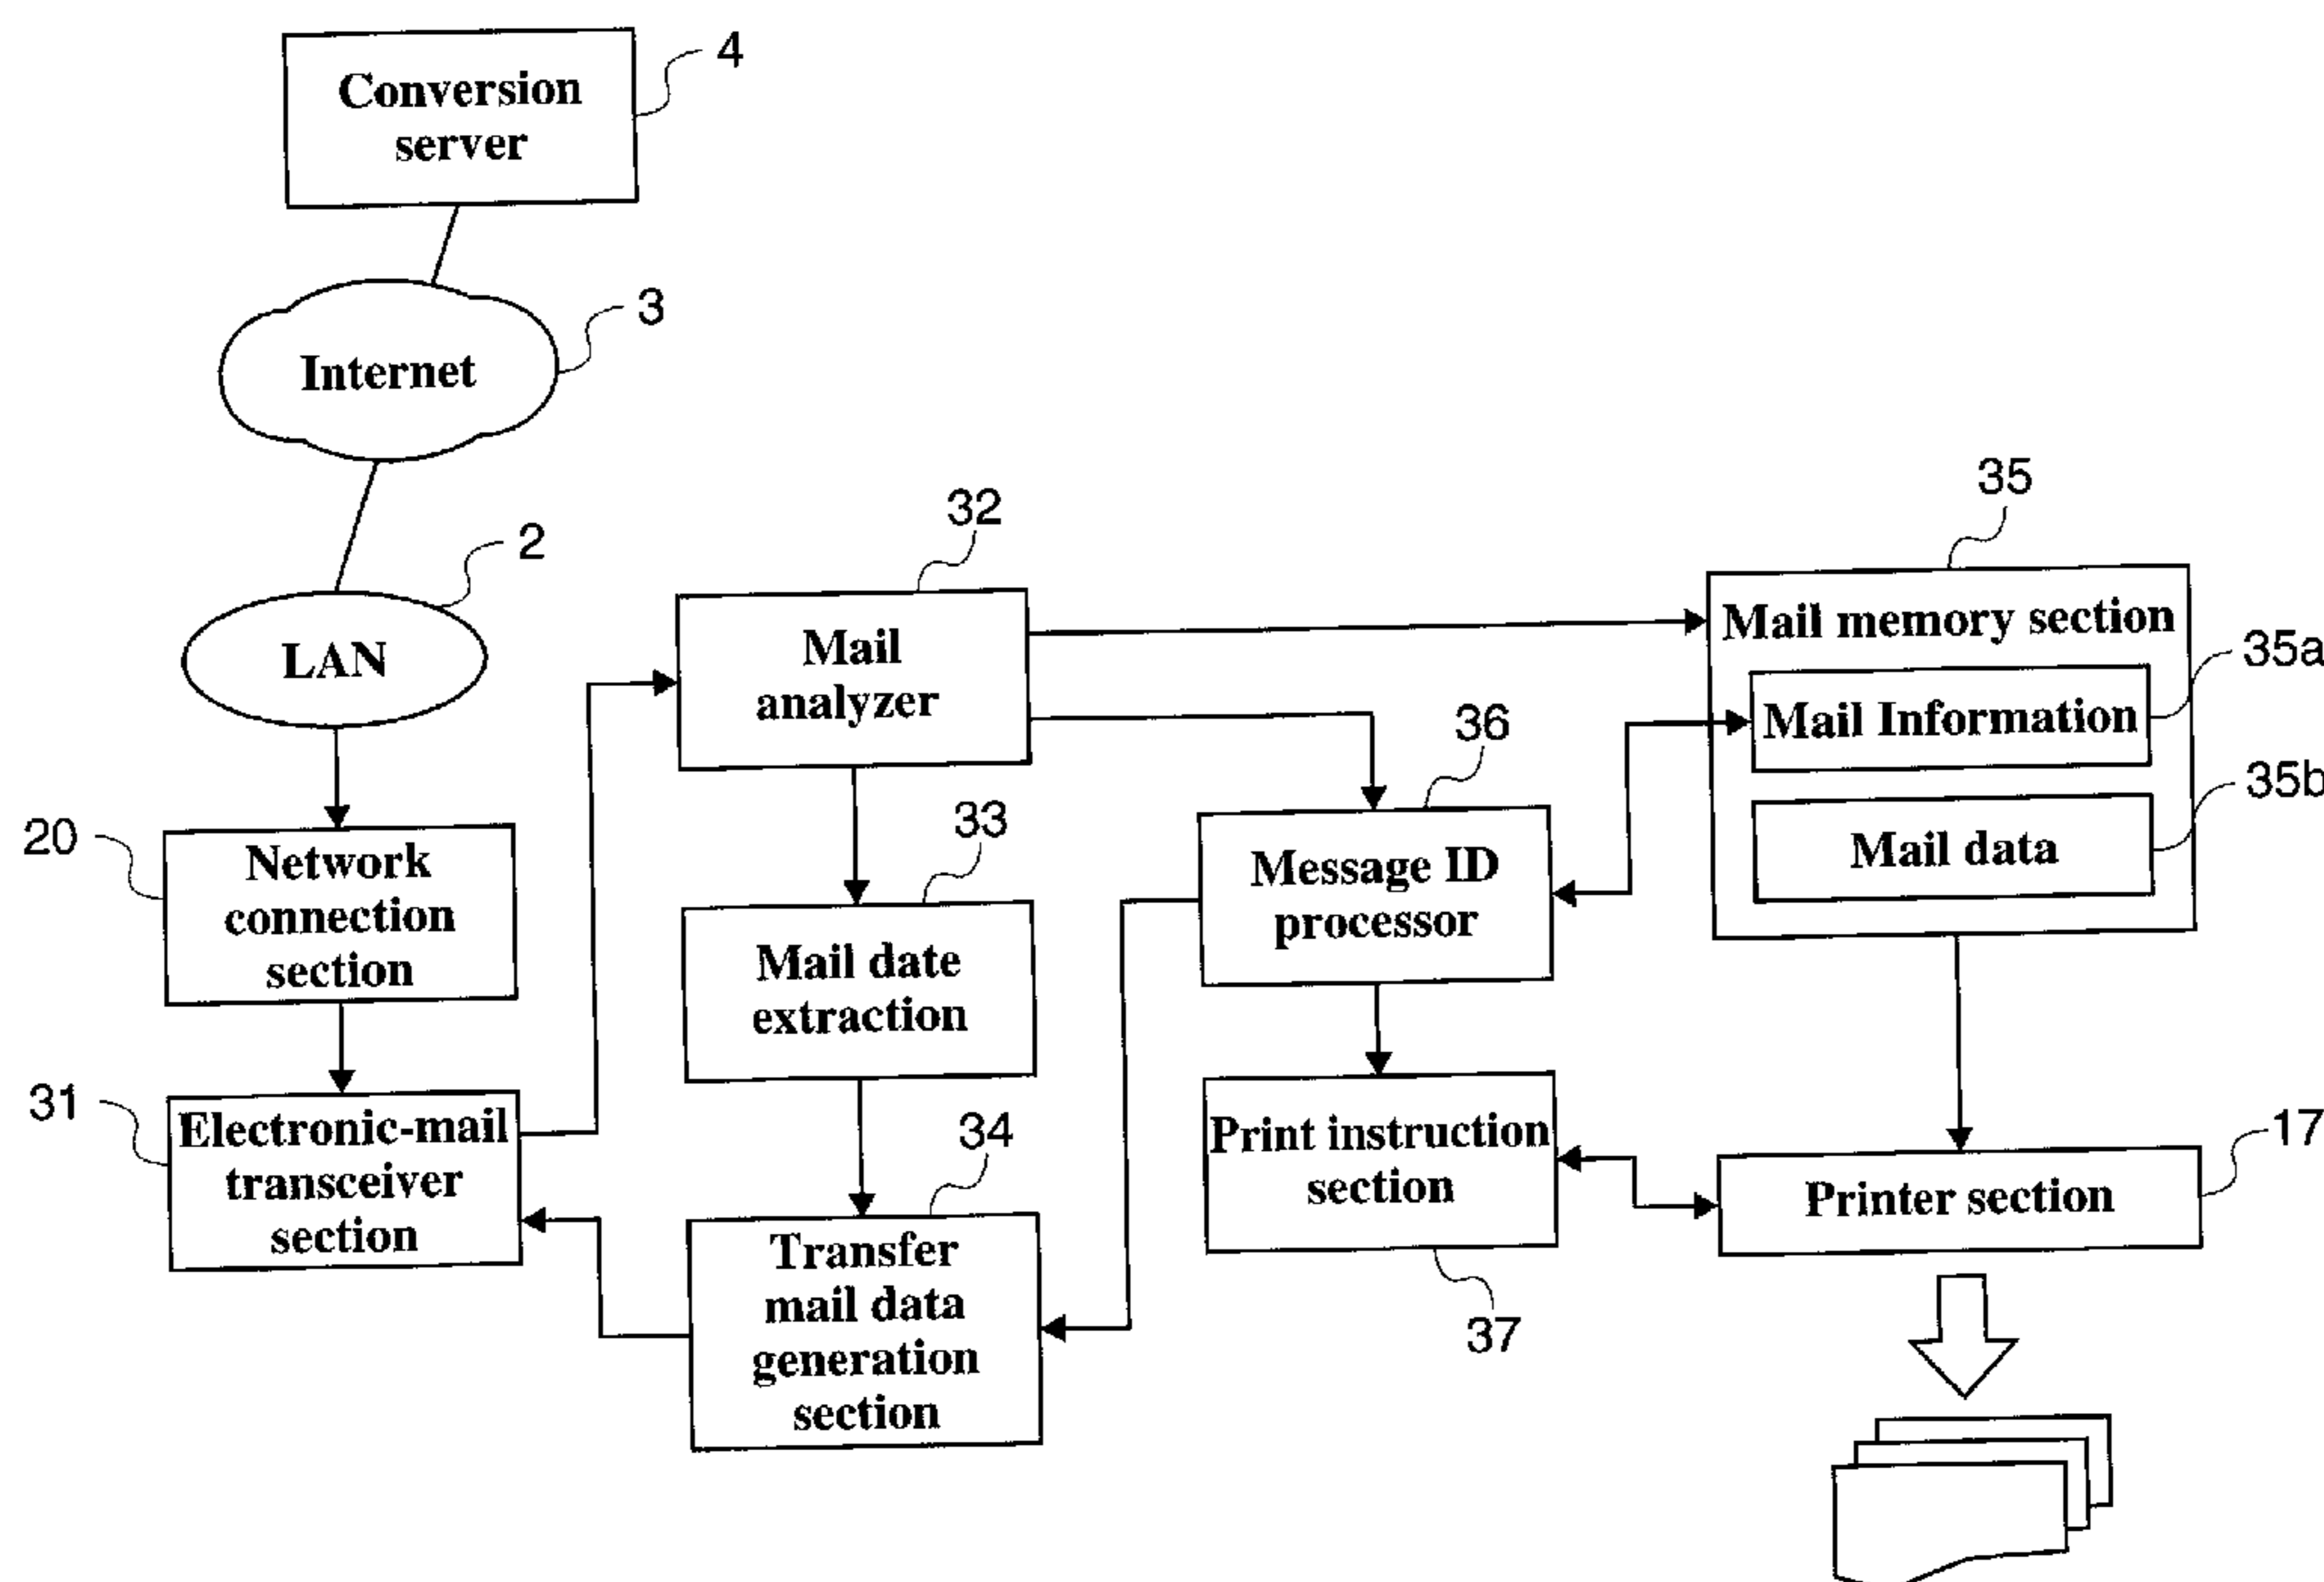 Conversion
server
4
Internet
3
LAN
2
20
Network
connection
section
31
Electronic-mail
transceiver
section
32
Mail
analyzer
33
Mail date
extraction
34
Transfer
mail data
generation
section
36
Message ID
processor
Print instruction
section
37
35
Mail memory section
35a
Mail Information
35b
Mail data
17
Printer section